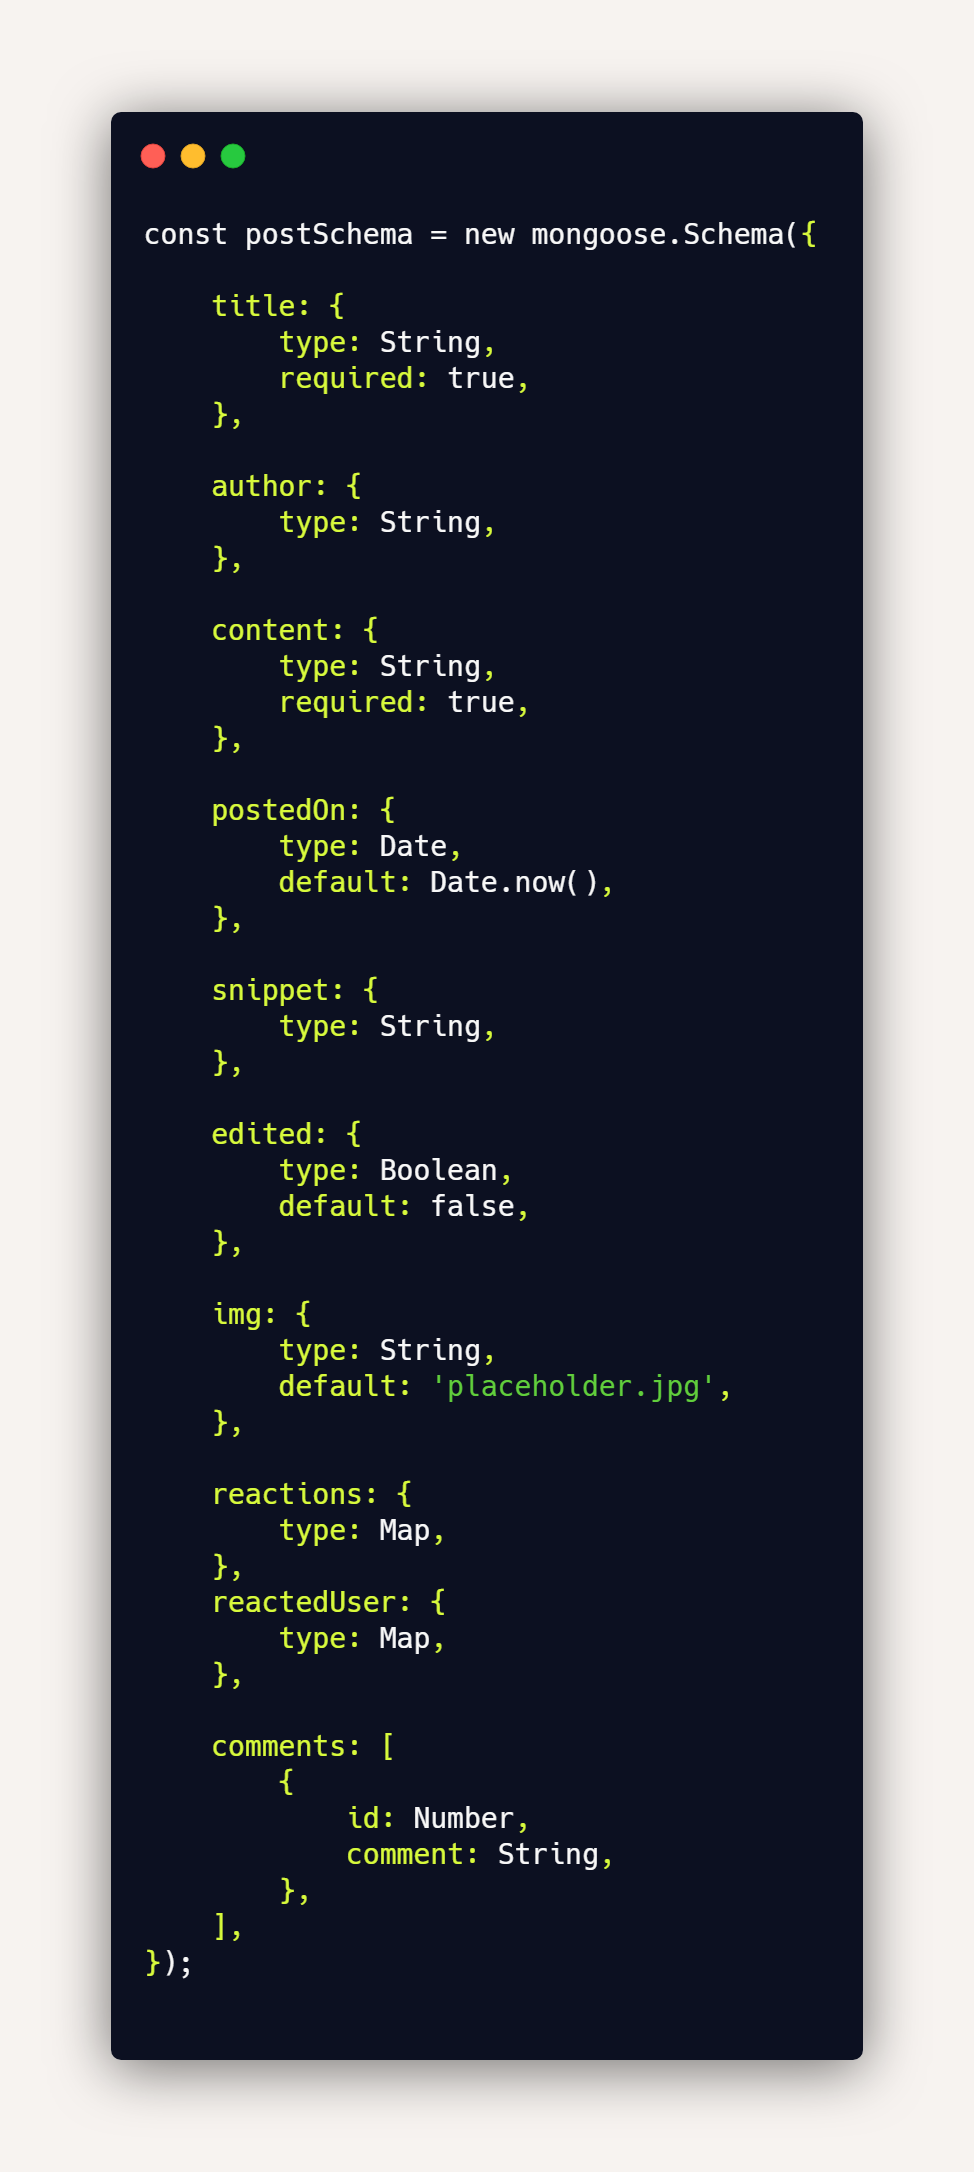 const postSchema = new mongoose.Schema({

    title: {
        type: String,
        required: true,
    },

    author: {
        type: String,
    },

    content: {
        type: String,
        required: true,
    },

    postedOn: {
        type: Date,
        default: Date.now(),
    },

    snippet: {
        type: String,
    },

    edited: {
        type: Boolean,
        default: false,
    },

    img: {
        type: String,
        default: 'placeholder.jpg',
    },

    reactions: {
        type: Map,
    },
    reactedUser: {
        type: Map,
    },

    comments: [
        {
            id: Number,
            comment: String,
        },
    ],
});